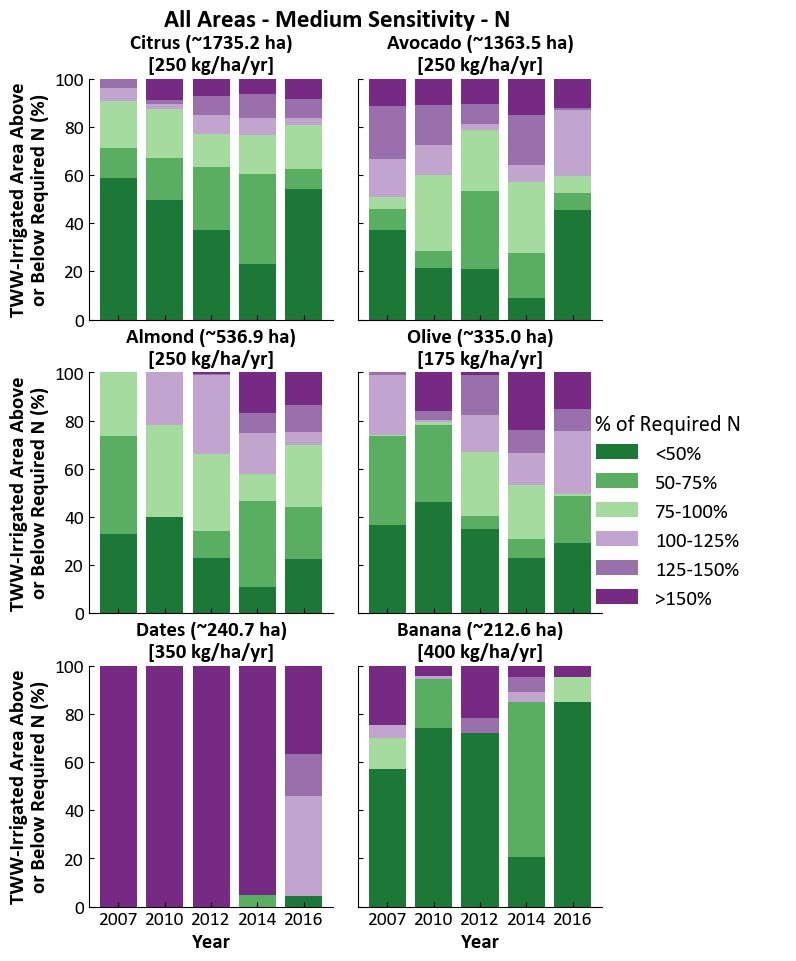 All Areas - Medium Sensitivity - N
Citrus (~1735.2 ha)
[250 kg/ha/yr]
Avocado (~1363.5 ha)
[250 kg/ha/yr]
TWW-Irrigated Area Above
or Below Required N (%)
100
80
60
40
20
0
Almond (~536.9 ha)
[250 kg/ha/yr]
Olive (~335.0 ha)
[175 kg/ha/yr]
TWW-Irrigated Area Above
or Below Required N (%)
100
80
60
40
20
0
% of Required N
<50%
50-75%
75-100%
100-125%
125-150%
>150%
Dates (~240.7 ha)
[350 kg/ha/yr]
Banana (~212.6 ha)
[400 kg/ha/yr]
TWW-Irrigated Area Above
or Below Required N (%)
100
80
60
40
20
0
2007 2010 2012 2014 2016
Year
2007 2010 2012 2014 2016
Year